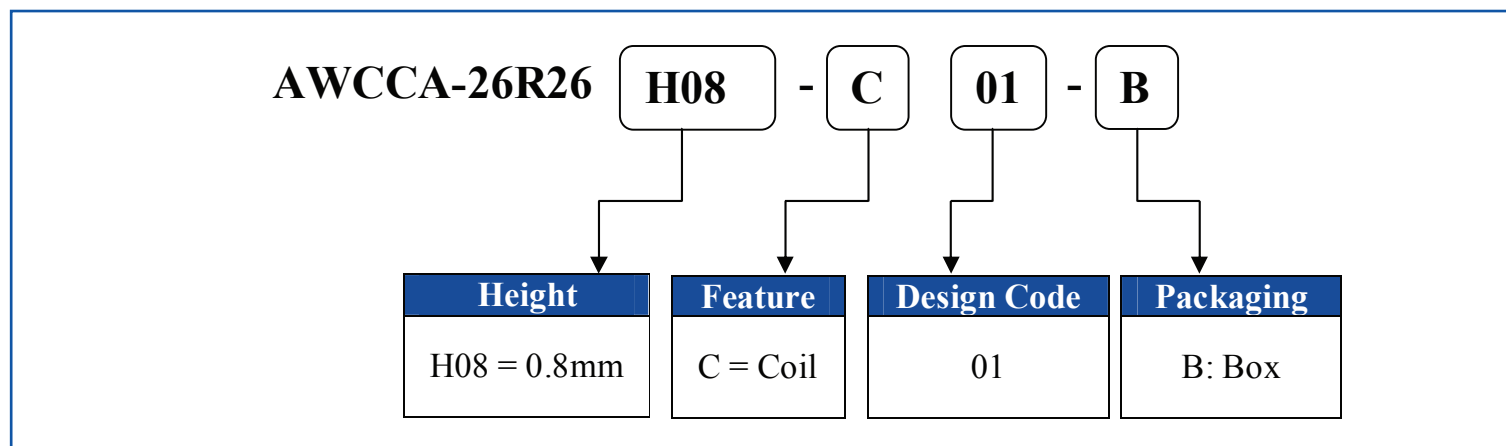 AWCCA-26R26 H08 - C 01 - B
Height Feature Design Code Packaging
H08 = 0.8mm C = Coil 01 B: Box